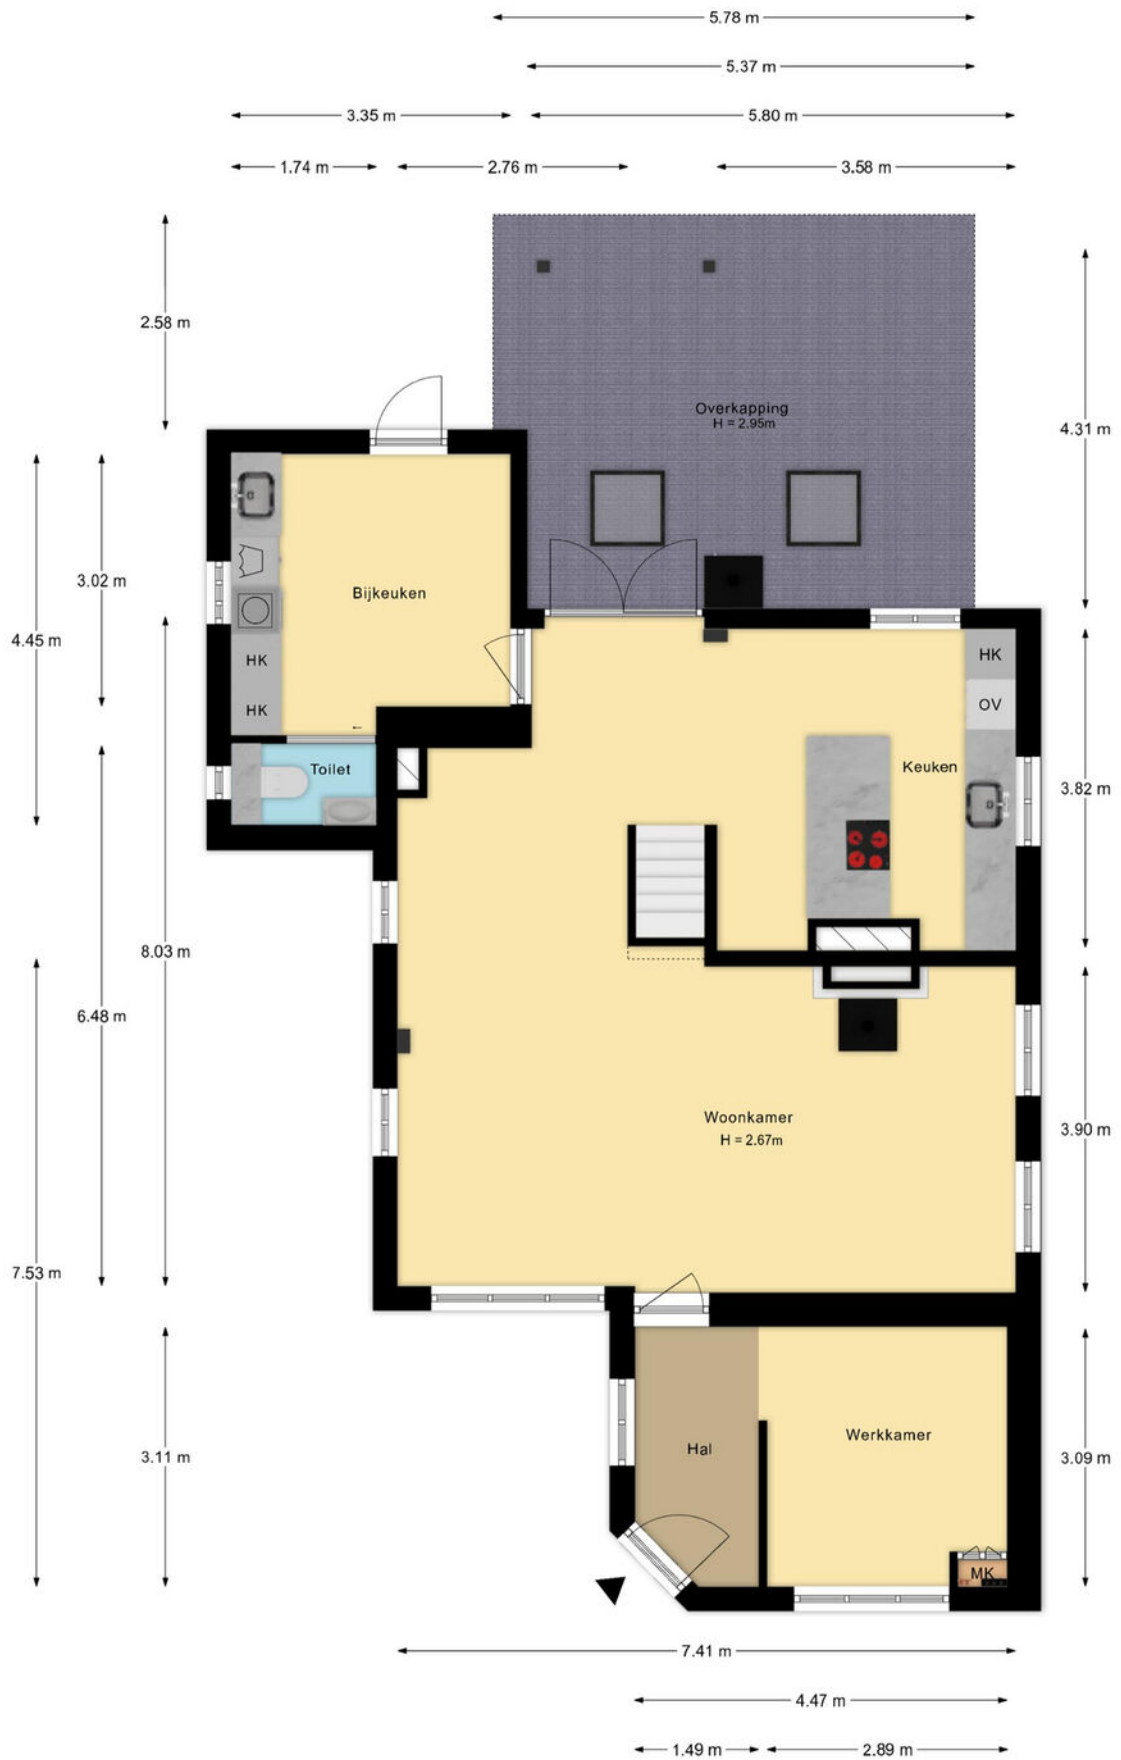 5.78 m
5.37 m
3.35 m
5.80 m
1.74 m
2.76 m
3.58 m
2.58 m
Overkapping
H = 2.95m
4.31 m
3.02 m
4.45 m
Bijkeuken
HK
HK
HK
OV
Toilet
Keuken
3.82 m
8.03 m
6.48 m
Woonkamer
H = 2.67m
3.90 m
7.53 m
Hal
Werkkamer
3.11 m
3.09 m
MK
7.41 m
4.47 m
1.49 m
2.89 m